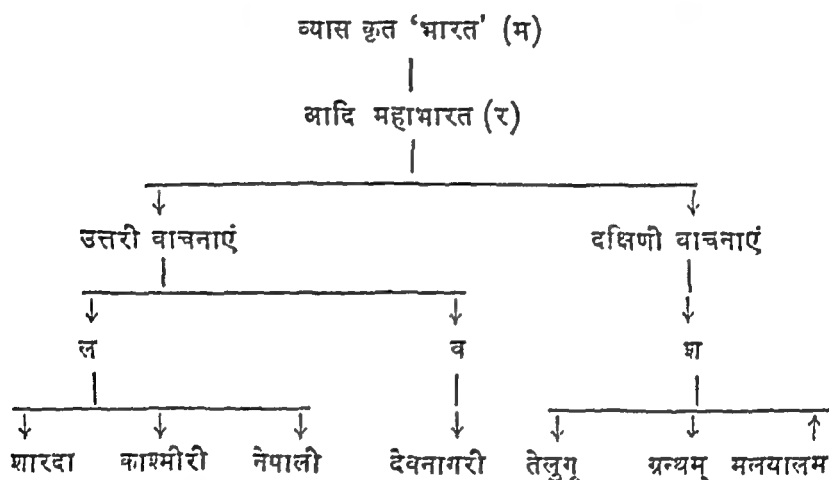 व्यास कृत ‘भारत’ (म)
आदि महाभारत (र)
उत्तरी वाचनाएं दक्षिणी वाचनाएं
ल व श
शारदा काश्मीरी नेपाली देवनागरी तेलुगू ग्रन्थम् मलयालम